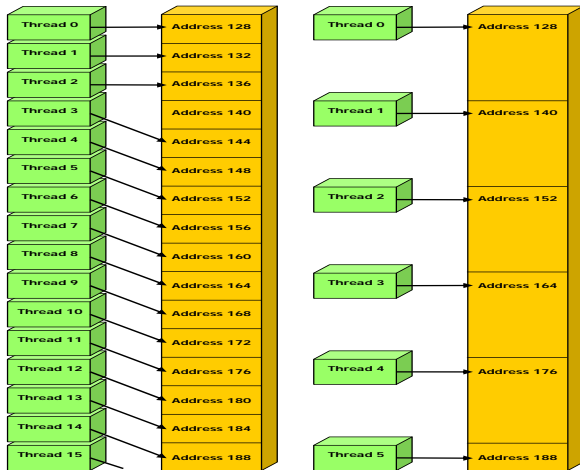 Thread 0
Thread 1
Thread 2
Thread 3
Thread 4
Thread 5
Thread 6
Thread 7
Thread 8
Thread 9
Thread 10
Thread 11
Thread 12
Thread 13
Thread 14
Thread 15
Address 128
Address 132
Address 136
Address 140
Address 144
Address 148
Address 152
Address 156
Address 160
Address 164
Address 168
Address 172
Address 176
Address 180
Address 184
Address 188
Thread 0
Thread 1
Thread 2
Thread 3
Thread 4
Thread 5
Address 128
Address 140
Address 152
Address 164
Address 176
Address 188